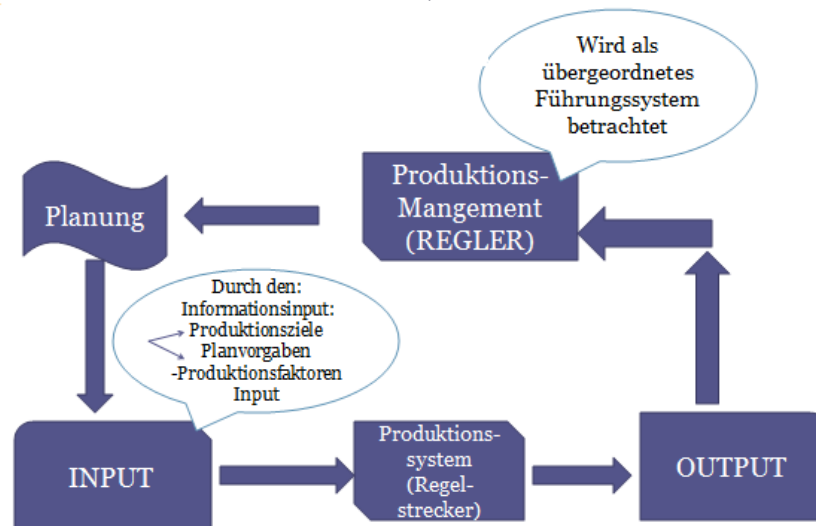 Wird als
übergeordnetes
Führungssystem
betrachtet
Produktions-
Mangement
(REGLER)
Planung
Durch den:
Informationsinput:
Produktionsziele
Planvorgaben
-Produktionsfaktoren
Input
INPUT
Produktions-
system
(Regel-
strecker)
OUTPUT